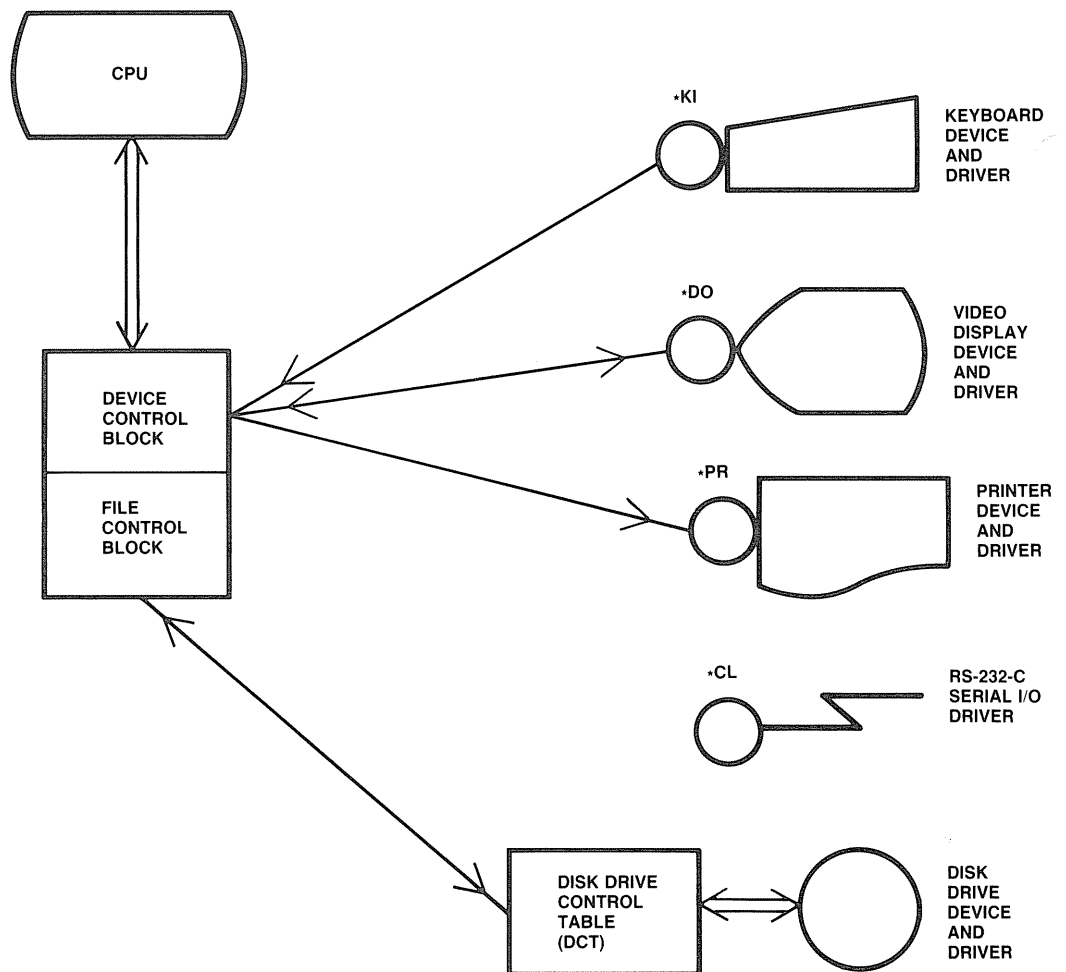 CPU
*KI
KEYBOARD
DEVICE
AND
DRIVER
*DO
VIDEO
DISPLAY
DEVICE
AND
DRIVER
DEVICE
CONTROL
BLOCK
FILE
CONTROL
BLOCK
*PR
PRINTER
DEVICE
AND
DRIVER
*CL
RS-232-C
SERIAL I/O
DRIVER
DISK DRIVE
CONTROL
TABLE
(DCT)
DISK
DRIVE
DEVICE
AND
DRIVER